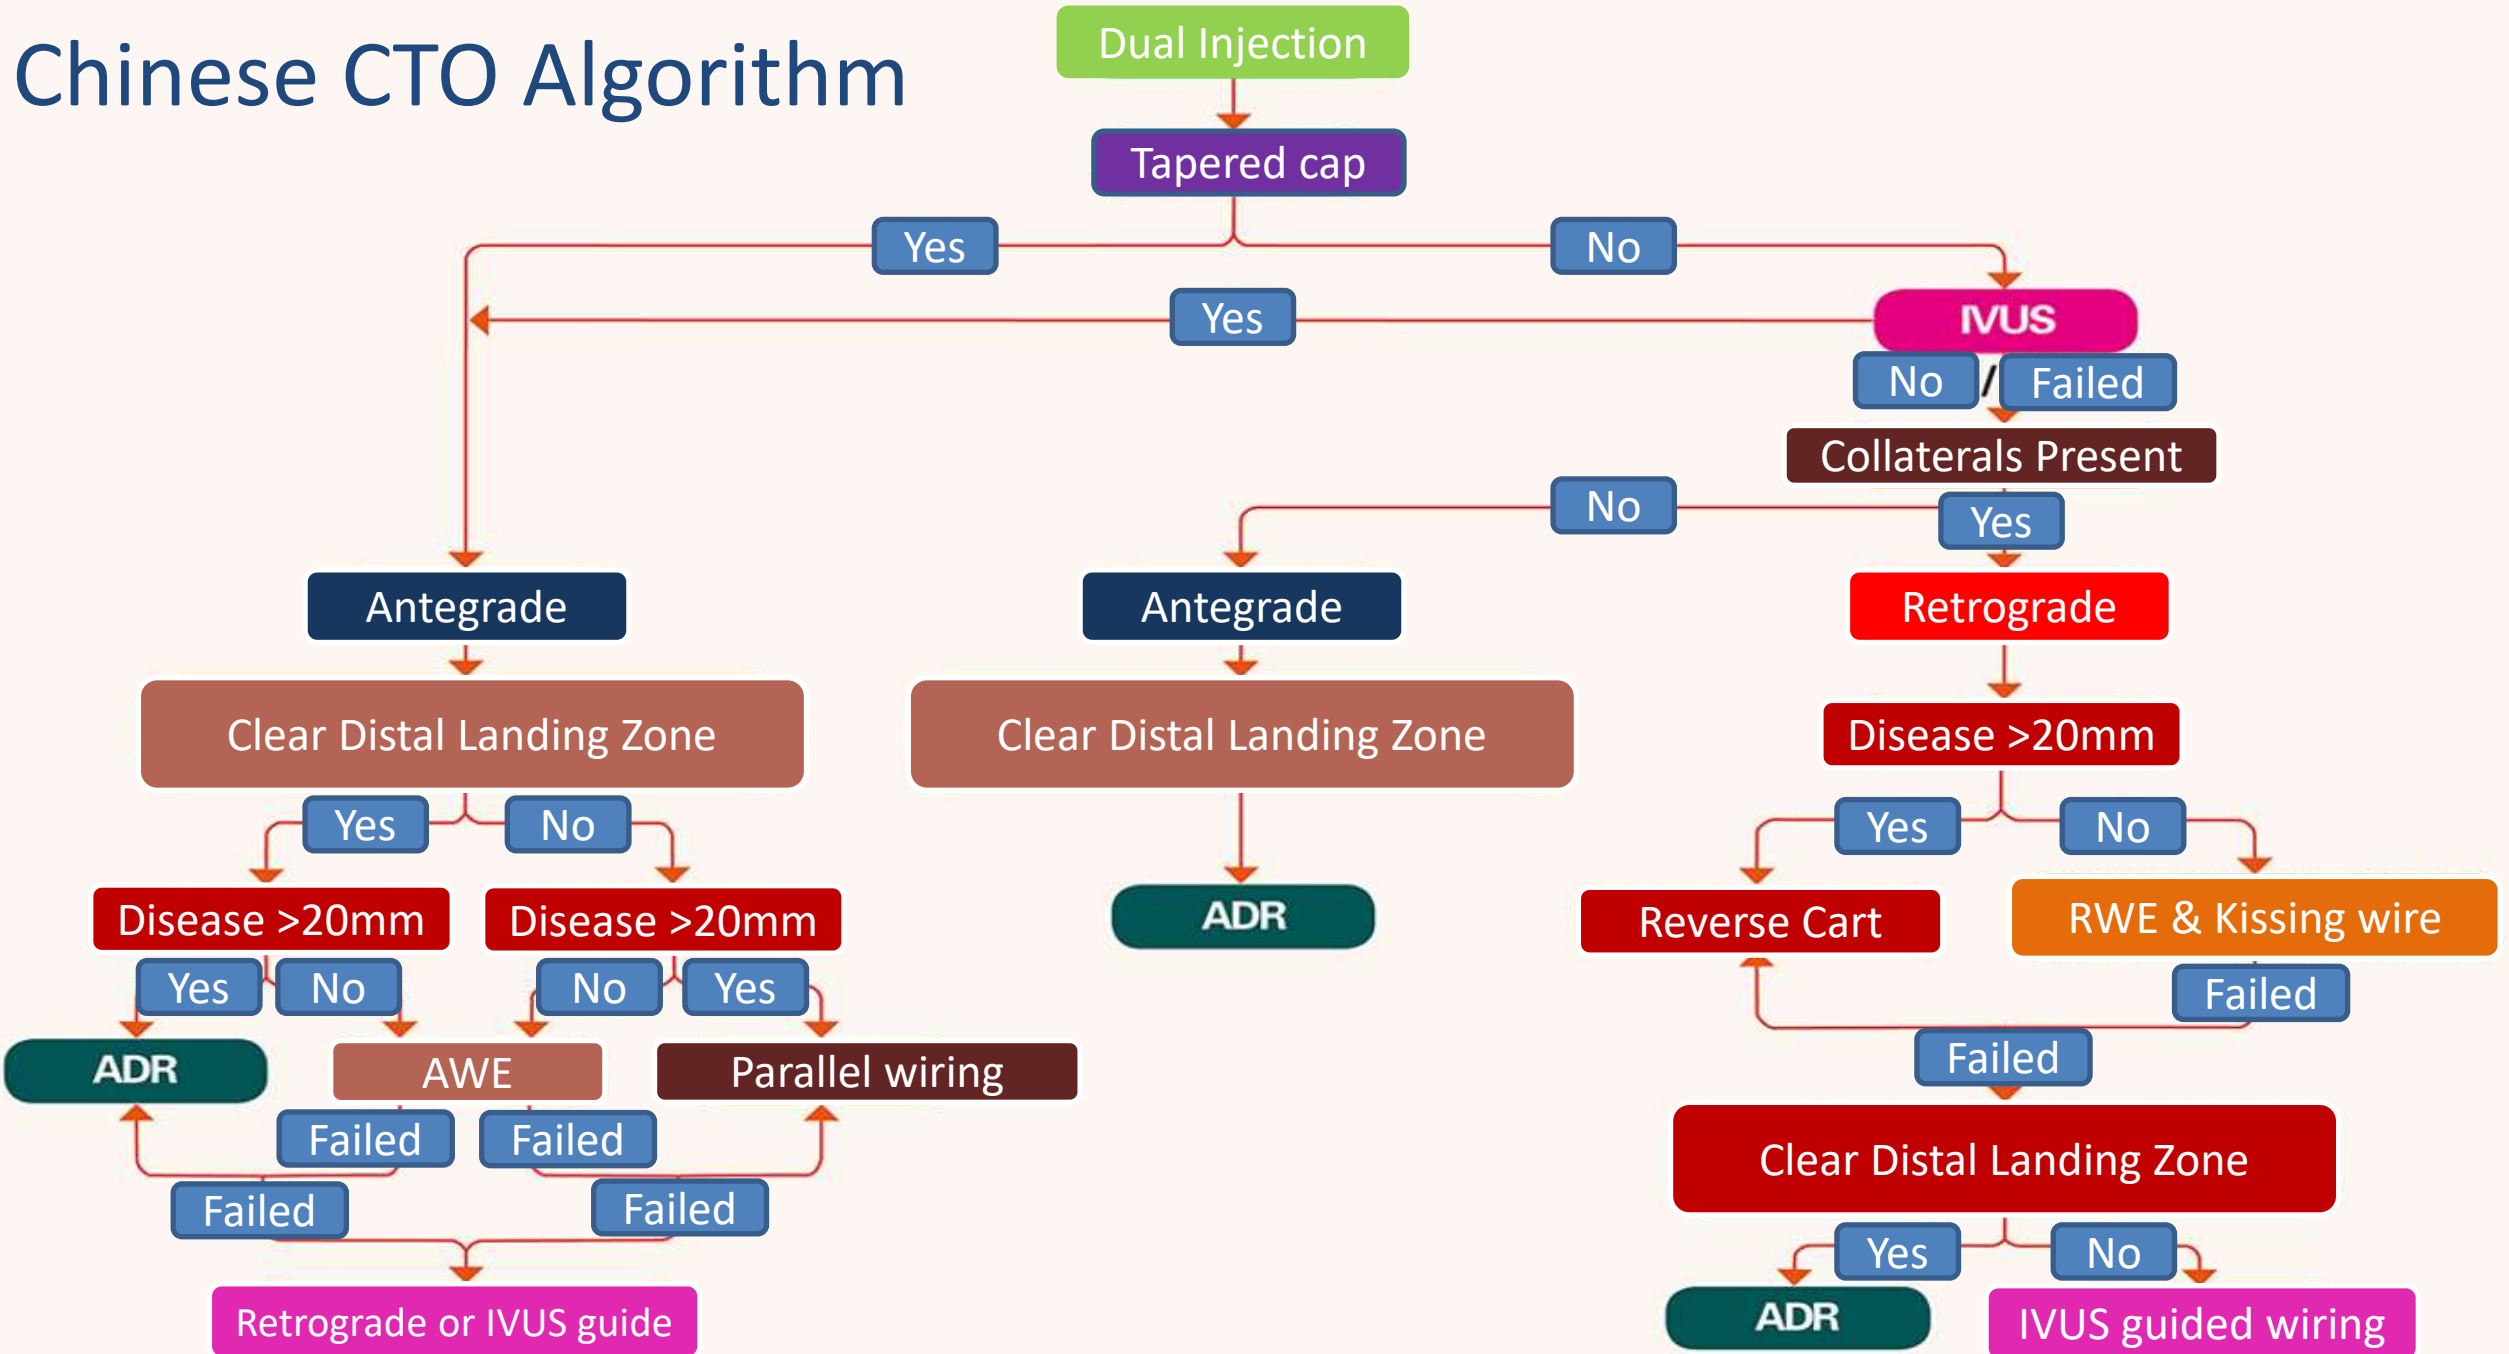 Chinese CTO Algorithm
Dual Injection
Tapered cap
Yes
No
Yes
IVUS
No / Failed
Collaterals Present
No
Yes
Antegrade
Antegrade
Retrograde
Clear Distal Landing Zone
Clear Distal Landing Zone
Disease >20mm
Yes
No
Yes
No
Disease >20mm
Disease >20mm
ADR
Reverse Cart
RWE & Kissing wire
Yes
No
No
Yes
Failed
ADR
AWE
Parallel wiring
Failed
Failed
Failed
Clear Distal Landing Zone
Failed
Failed
Yes
No
Retrograde or IVUS guide
ADR
IVUS guided wiring